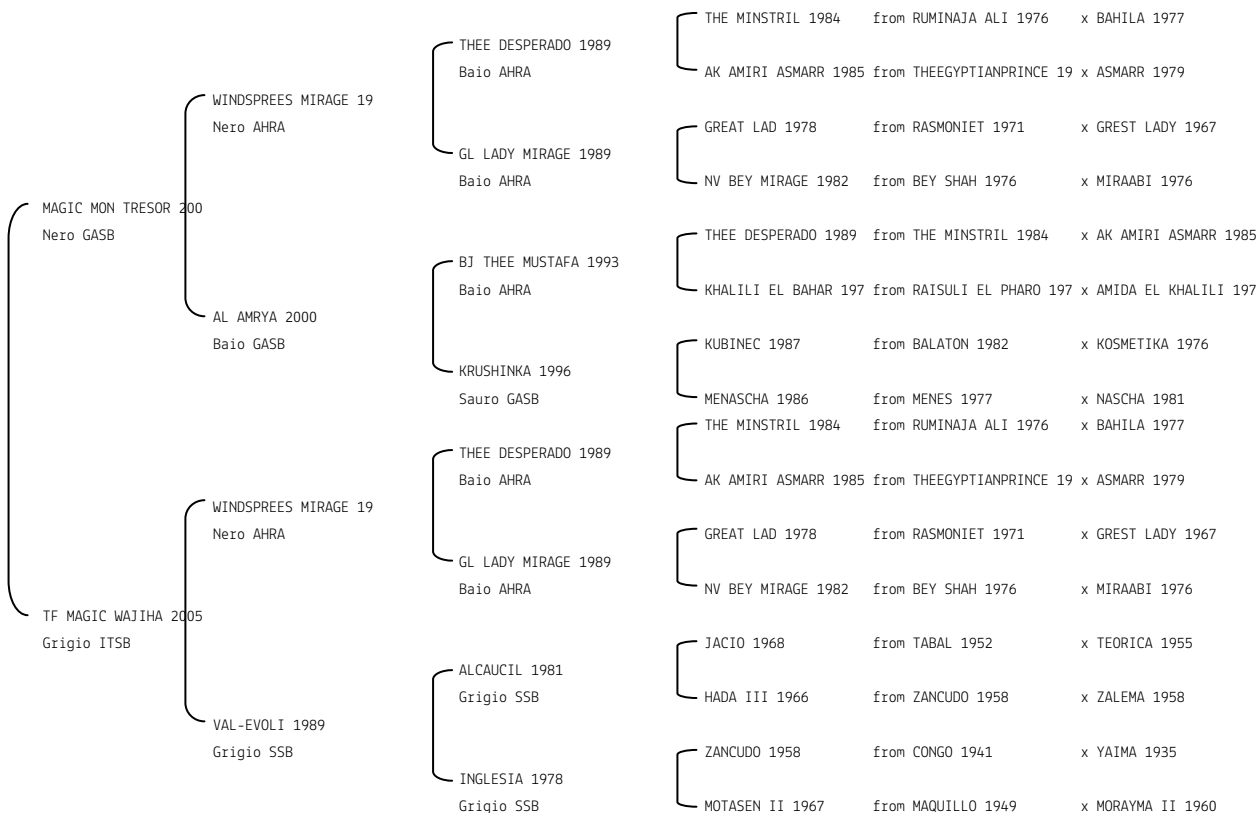 THE MINSTRIL 1984 from RUMINAJA ALI 1976 x BAHILA 1977
THEE DESPERADO 1989
Baio AHRA
AK AMIRI ASMARR 1985 from THEEGYPTIANPRINCE 19 x ASMARR 1979
WINDSPREES MIRAGE 19
Nero AHRA
GREAT LAD 1978 from RASMONIET 1971 x GREST LADY 1967
GL LADY MIRAGE 1989
Baio AHRA
NV BEY MIRAGE 1982 from BEY SHAH 1976 x MIRAABI 1976
MAGIC MON TRESOR 200
Nero GASB
THEE DESPERADO 1989 from THE MINSTRIL 1984 x AK AMIRI ASMARR 1985
BJ THEE MUSTAFA 1993
Baio AHRA
KHALILI EL BAHAR 197 from RAISULI EL PHARO 197 x AMIDA EL KHALILI 197
AL AMRYA 2000
Baio GASB
KUBINEC 1987 from BALATON 1982 x KOSMETIKA 1976
KRUSHINKA 1996
Sauro GASB
MENASCHA 1986 from MENES 1977 x NASCHA 1981
THE MINSTRIL 1984 from RUMINAJA ALI 1976 x BAHILA 1977
THEE DESPERADO 1989
Baio AHRA
AK AMIRI ASMARR 1985 from THEEGYPTIANPRINCE 19 x ASMARR 1979
WINDSPREES MIRAGE 19
Nero AHRA
GREAT LAD 1978 from RASMONIET 1971 x GREST LADY 1967
GL LADY MIRAGE 1989
Baio AHRA
NV BEY MIRAGE 1982 from BEY SHAH 1976 x MIRAABI 1976
TF MAGIC WAJIHA 2005
Grigio ITSB
JACIO 1968 from TABAL 1952 x TEORICA 1955
ALCAUCIL 1981
Grigio SSB
HADA III 1966 from ZANCUDO 1958 x ZALEMA 1958
VAL-EVOLI 1989
Grigio SSB
ZANCUDO 1958 from CONGO 1941 x YAIMA 1935
INGLESIA 1978
Grigio SSB
MOTASEN II 1967 from MAQUILLO 1949 x MORAYMA II 1960